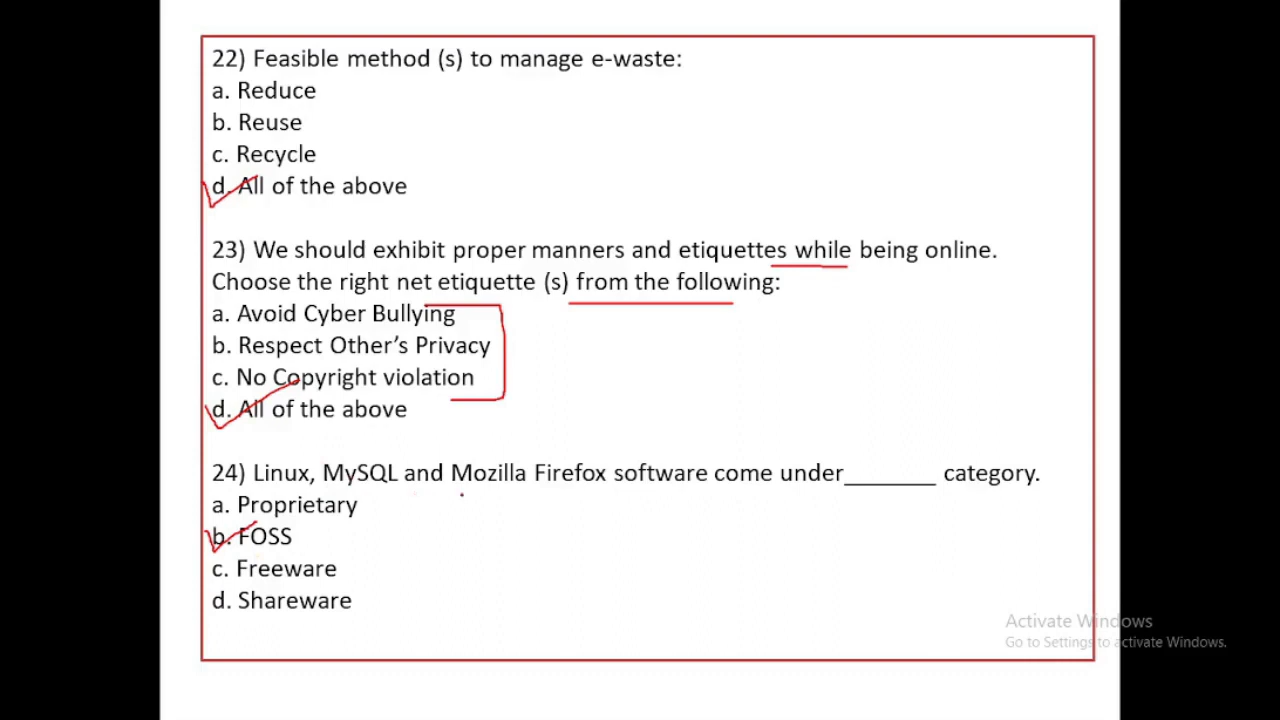 22) Feasible method (s) to manage e-waste:
a. Reduce
b. Reuse
c. Recycle
d. All of the above
23) We should exhibit proper manners and etiquettes while being online.
Choose the right net etiquette (s) from the following:
a. Avoid Cyber Bullying
b. Respect Other’s Privacy
c. No Copyright violation
d. All of the above
24) Linux, MySQL and Mozilla Firefox software come under_______ category.
a. Proprietary
b. FOSS
c. Freeware
d. Shareware
Activate Windows
Go to Settings to activate Windows.